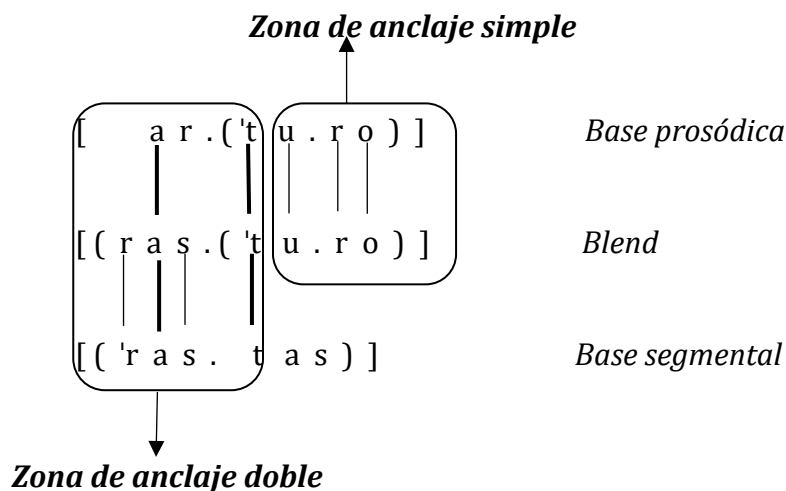 Zona de anclaje simple
[ a r . ( ˈt u . r o ) ] Base prosódica
[ ( r a s . ( ˈt u . r o ) ] Blend
[ ( ˈr a s . t a s ) ] Base segmental
Zona de anclaje doble